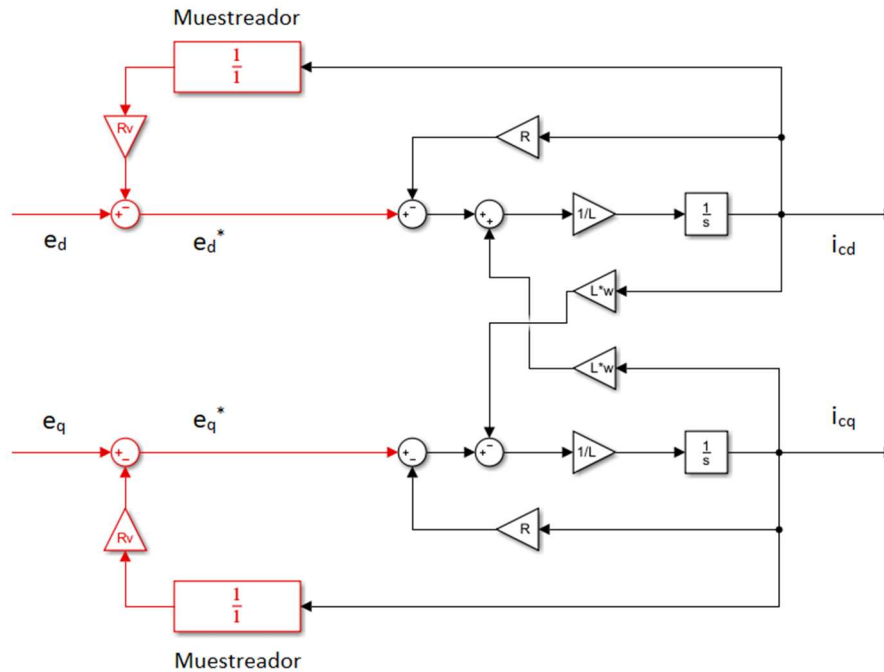 Muestreador
1
1
Rv
R
+ −
+ −
+ +
1/L
1
s
e_d
e_d*
i_cd
L*w
L*w
e_q
e_q*
i_cq
+ −
+ −
+ −
1/L
1
s
Rv
R
1
1
Muestreador